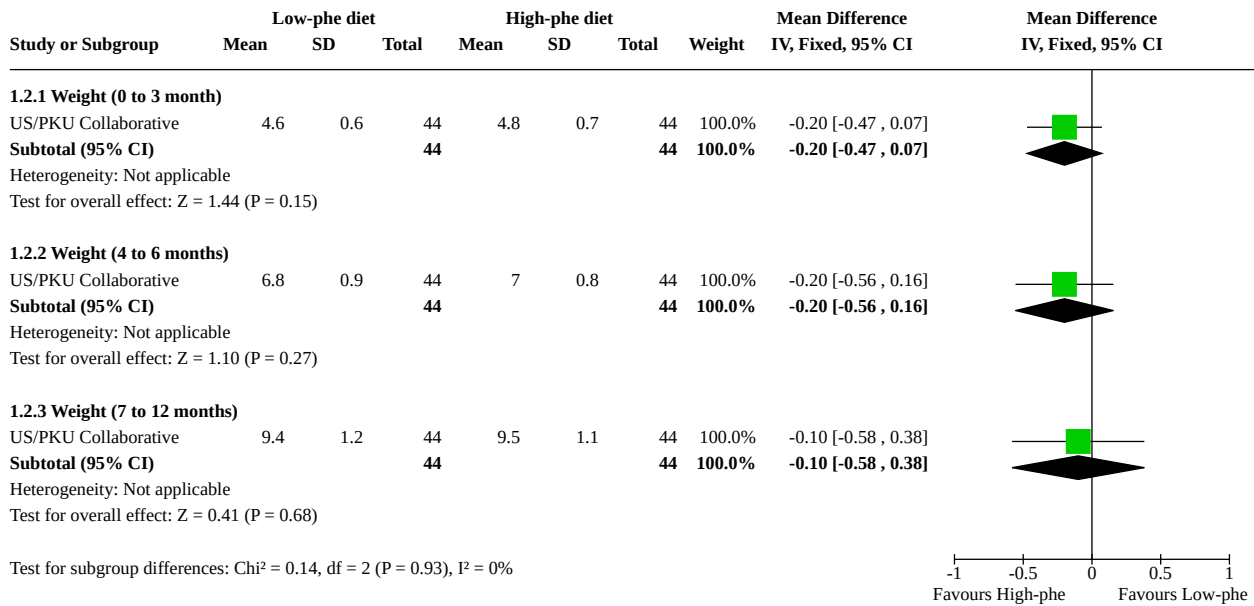 Low-phe diet High-phe diet Mean Difference Mean Difference
Study or Subgroup Mean SD Total Mean SD Total Weight IV, Fixed, 95% CI IV, Fixed, 95% CI
1.2.1 Weight (0 to 3 month)
US/PKU Collaborative 4.6 0.6 44 4.8 0.7 44 100.0% -0.20 [-0.47 , 0.07]
Subtotal (95% CI) 44 44 100.0% -0.20 [-0.47 , 0.07]
Heterogeneity: Not applicable
Test for overall effect: Z = 1.44 (P = 0.15)
1.2.2 Weight (4 to 6 months)
US/PKU Collaborative 6.8 0.9 44 7 0.8 44 100.0% -0.20 [-0.56 , 0.16]
Subtotal (95% CI) 44 44 100.0% -0.20 [-0.56 , 0.16]
Heterogeneity: Not applicable
Test for overall effect: Z = 1.10 (P = 0.27)
1.2.3 Weight (7 to 12 months)
US/PKU Collaborative 9.4 1.2 44 9.5 1.1 44 100.0% -0.10 [-0.58 , 0.38]
Subtotal (95% CI) 44 44 100.0% -0.10 [-0.58 , 0.38]
Heterogeneity: Not applicable
Test for overall effect: Z = 0.41 (P = 0.68)
Test for subgroup differences: Chi² = 0.14, df = 2 (P = 0.93), I² = 0%
-1 -0.5 0 0.5 1
Favours High-phe Favours Low-phe